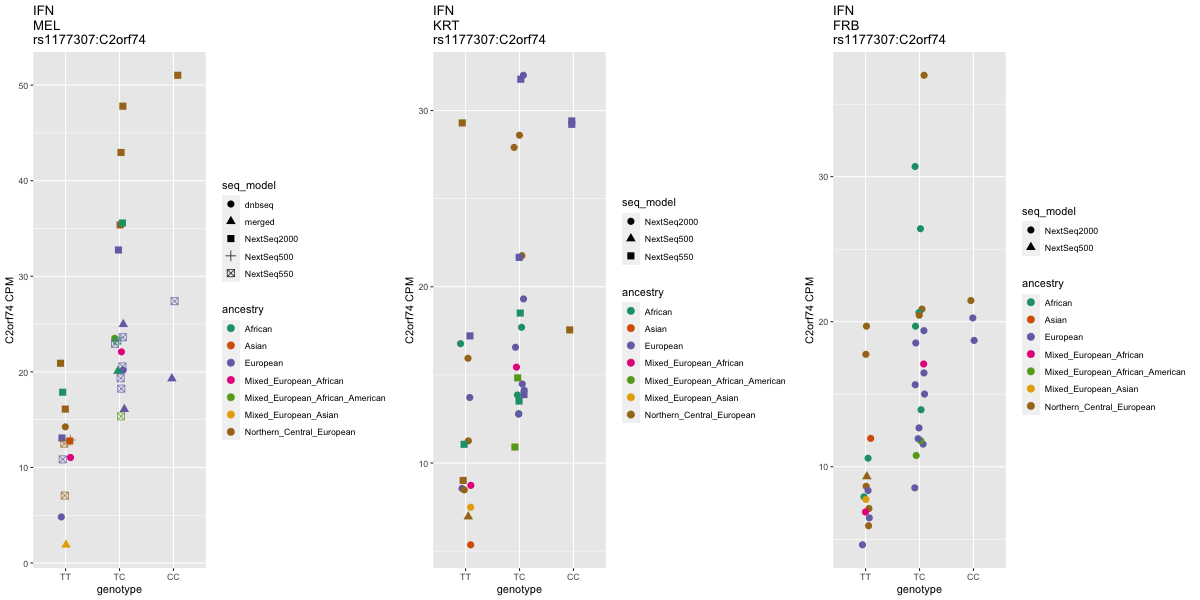 IFN
MEL
rs1177307:C2orf74
C2orf74 CPM
50
40
30
20
10
0
TT
TC
CC
genotype
seq_model
dnbseq
merged
NextSeq2000
NextSeq500
NextSeq550
ancestry
African
Asian
European
Mixed_European_African
Mixed_European_African_American
Mixed_European_Asian
Northern_Central_European
IFN
KRT
rs1177307:C2orf74
C2orf74 CPM
30
20
10
TT
TC
CC
genotype
seq_model
NextSeq2000
NextSeq500
NextSeq550
ancestry
African
Asian
European
Mixed_European_African
Mixed_European_African_American
Mixed_European_Asian
Northern_Central_European
IFN
FRB
rs1177307:C2orf74
C2orf74 CPM
30
20
10
TT
TC
CC
genotype
seq_model
NextSeq2000
NextSeq500
ancestry
African
Asian
European
Mixed_European_African
Mixed_European_African_American
Mixed_European_Asian
Northern_Central_European